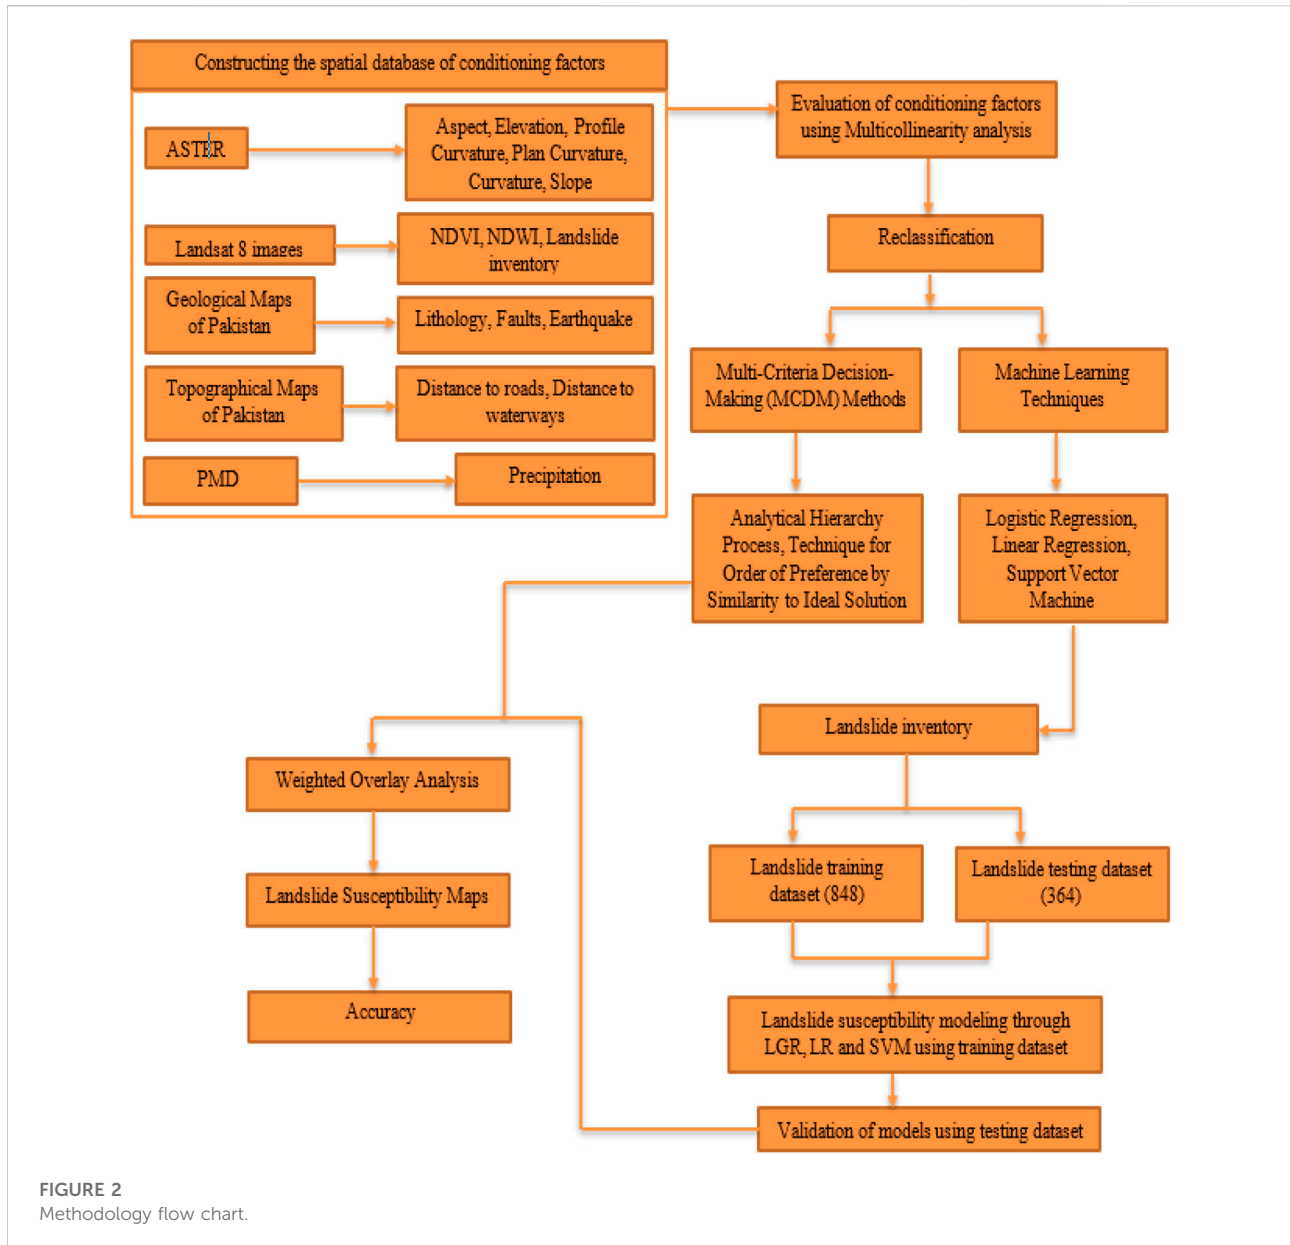 Constructing the spatial database of conditioning factors
ASTER
Aspect, Elevation, Profile
Curvature, Plan Curvature,
Curvature, Slope
Landsat 8 images
NDVI, NDWI, Landslide
inventory
Geological Maps
of Pakistan
Lithology, Faults, Earthquake
Topographical Maps
of Pakistan
Distance to roads, Distance to
waterways
PMD
Precipitation
Evaluation of conditioning factors
using Multicollinearity analysis
Reclassification
Multi-Criteria Decision-
Making (MCDM) Methods
Machine Learning
Techniques
Analytical Hierarchy
Process, Technique for
Order of Preference by
Similarity to Ideal Solution
Logistic Regression,
Linear Regression,
Support Vector
Machine
Landslide inventory
Landslide training
dataset (848)
Landslide testing dataset
(364)
Landslide susceptibility modeling through
LGR, LR and SVM using training dataset
Validation of models using testing dataset
Weighted Overlay Analysis
Landslide Susceptibility Maps
Accuracy
FIGURE 2
Methodology flow chart.